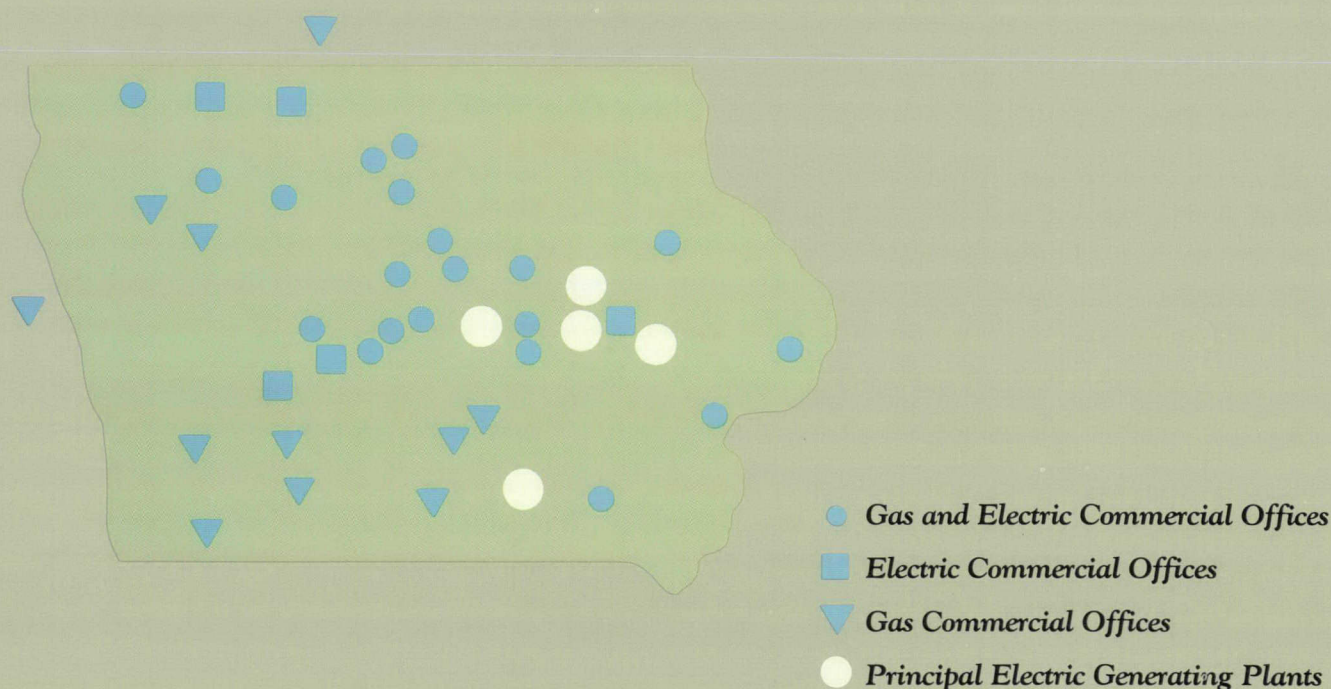 Gas and Electric Commercial Offices
Electric Commercial Offices
Gas Commercial Offices
Principal Electric Generating Plants